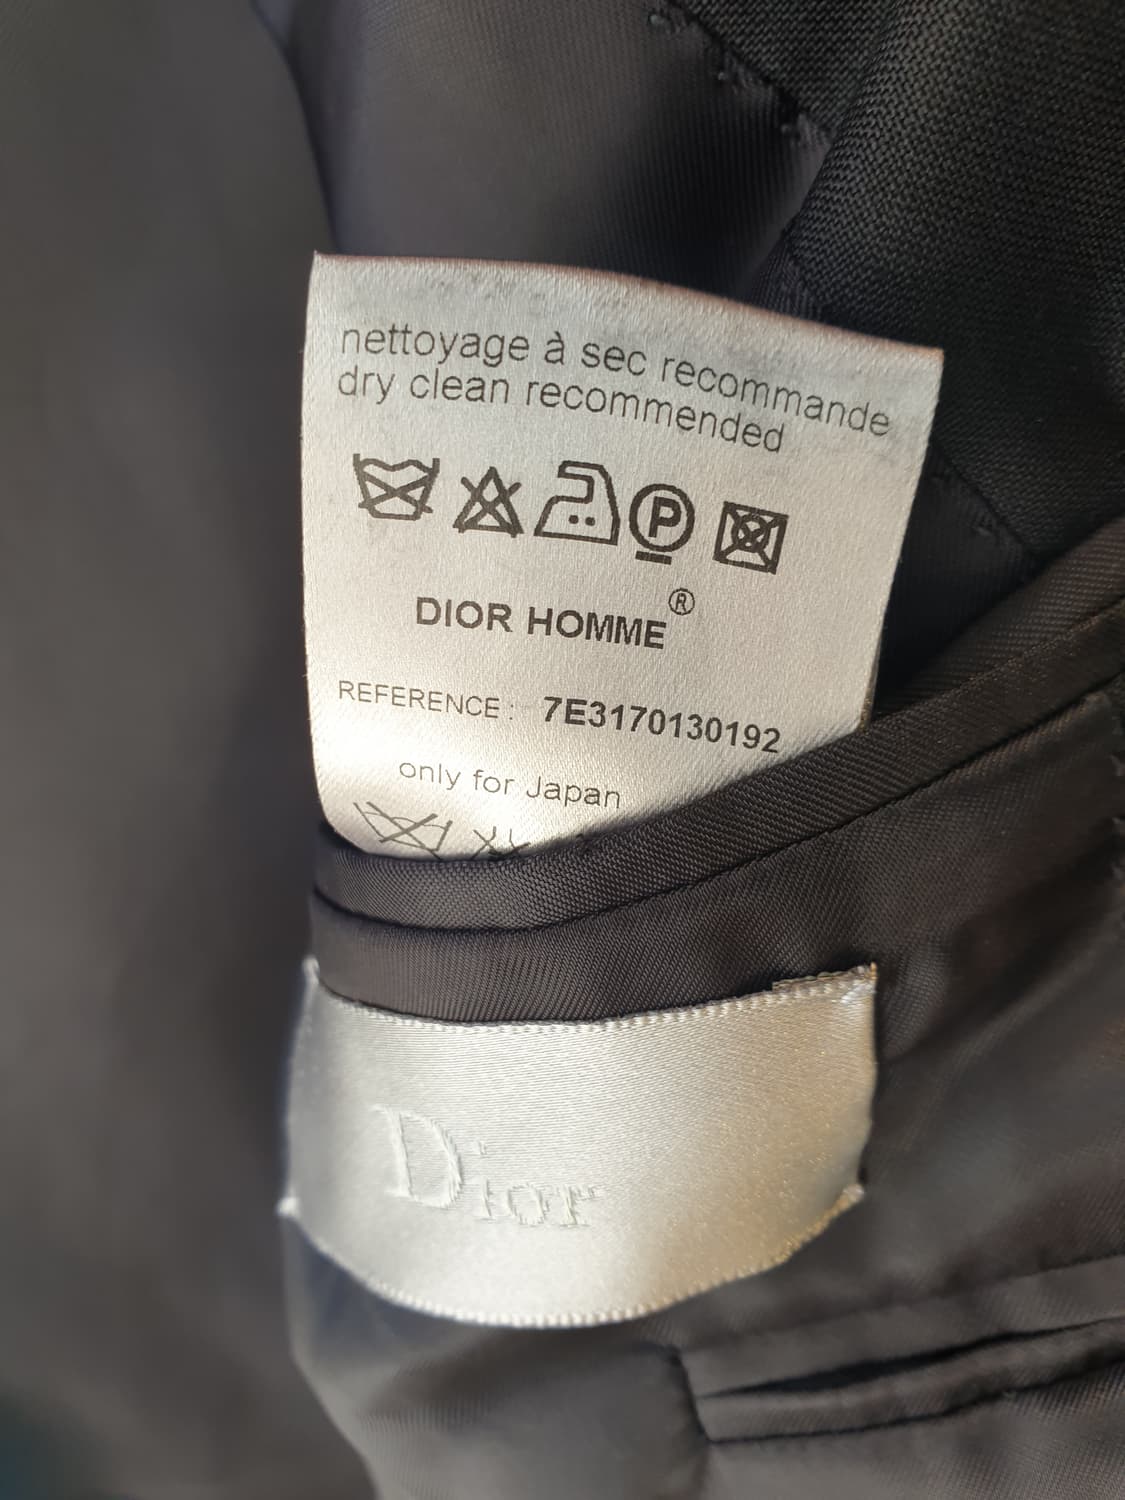 nettoyage à sec recommande
dry clean recommended
P
DIOR HOMME®
REFERENCE : 7E3170130192
only for Japan
Dior